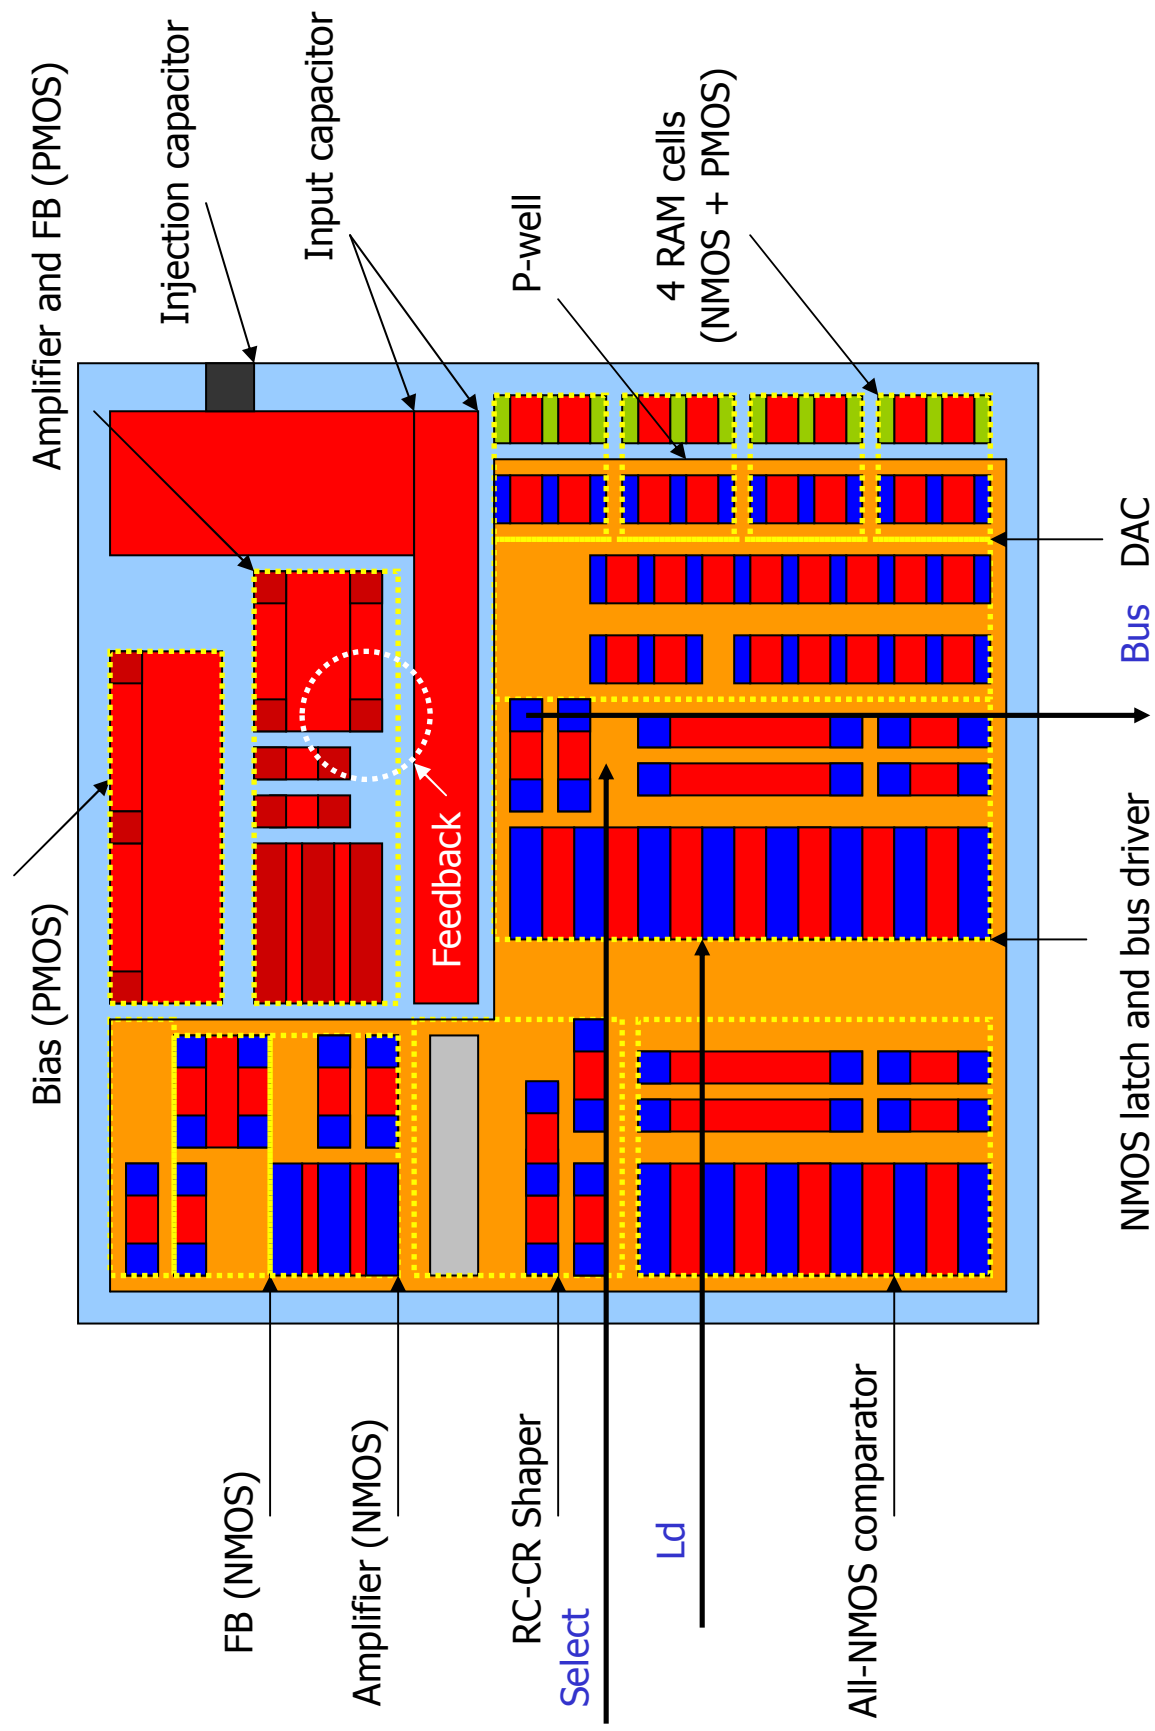 Bias (PMOS)
Amplifier and FB (PMOS)
Injection capacitor
Input capacitor
P-well
4 RAM cells
(NMOS + PMOS)
Feedback
FB (NMOS)
Amplifier (NMOS)
RC-CR Shaper
Select
Ld
All-NMOS comparator
NMOS latch and bus driver
Bus
DAC